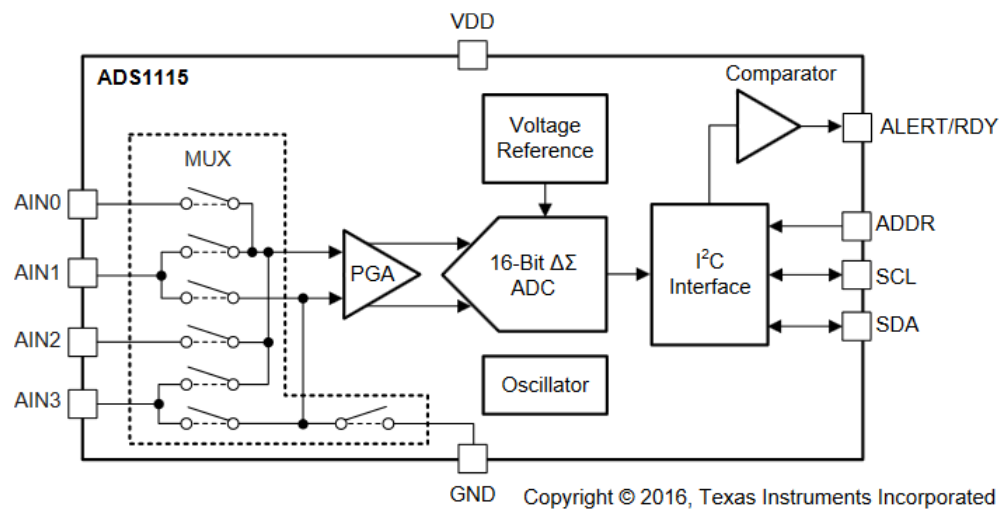 VDD
ADS1115
Comparator
Voltage
Reference
ALERT/RDY
MUX
AIN0
ADDR
AIN1
PGA
16-Bit ΔΣ
ADC
I²C
Interface
SCL
AIN2
SDA
AIN3
Oscillator
GND
Copyright © 2016, Texas Instruments Incorporated